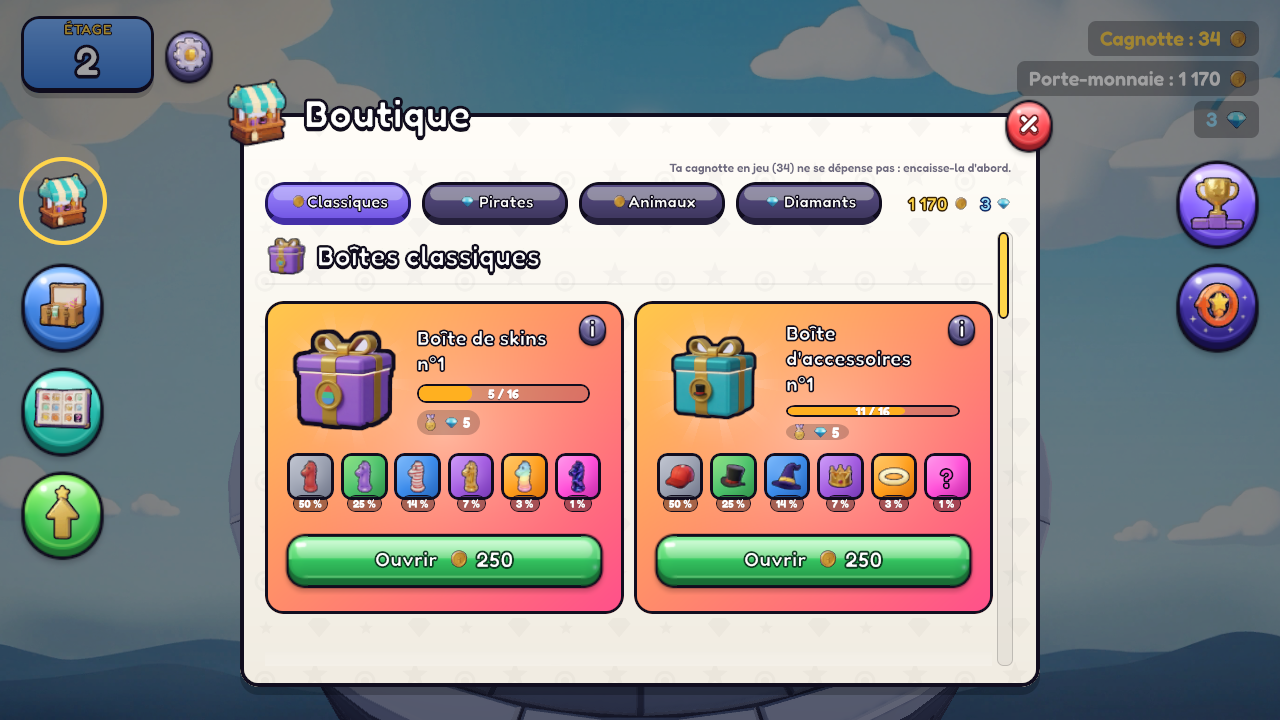 ÉTAGE
2
Cagnotte : 34
Porte-monnaie : 1 170
3
Boutique
Ta cagnotte en jeu (34) ne se dépense pas : encaisse-la d'abord.
Classiques
Pirates
Animaux
Diamants
1 170
3
Boîtes classiques
Boîte de skins
n°1
i
5 / 16
5
50 %
25 %
14 %
7 %
3 %
1 %
Ouvrir 250
Boîte
d'accessoires
n°1
i
11 / 16
5
?
50 %
25 %
14 %
7 %
3 %
1 %
Ouvrir 250